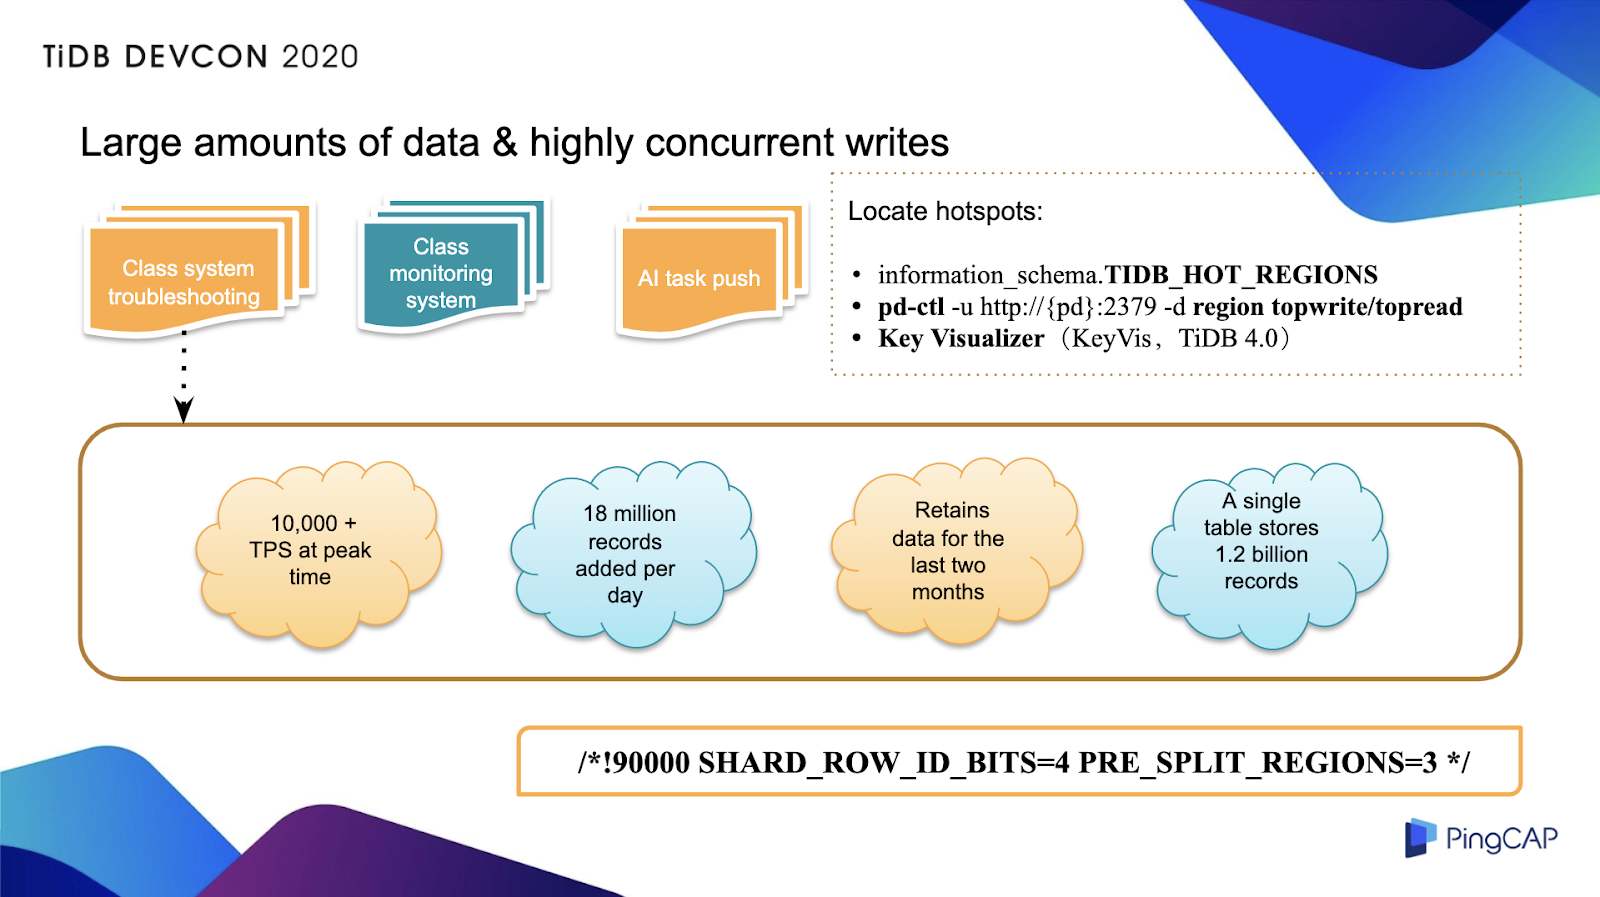 TiDB DEVCON 2020
Large amounts of data & highly concurrent writes
Class system
troubleshooting
Class
monitoring
system
AI task push
Locate hotspots:
• information_schema.TIDB_HOT_REGIONS
• pd-ctl -u http://{pd}:2379 -d region topwrite/topread
• Key Visualizer（KeyVis，TiDB 4.0）
10,000 +
TPS at peak
time
18 million
records
added per
day
Retains
data for the
last two
months
A single
table stores
1.2 billion
records
/*!90000 SHARD_ROW_ID_BITS=4 PRE_SPLIT_REGIONS=3 */
PingCAP